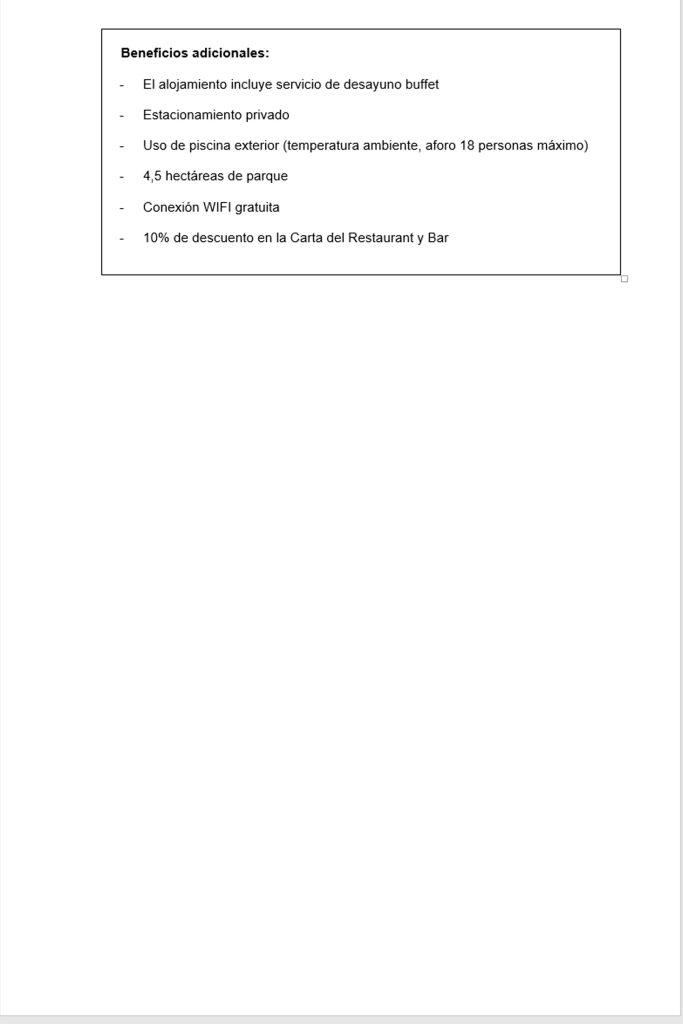 Beneficios adicionales:
- El alojamiento incluye servicio de desayuno buffet
- Estacionamiento privado
- Uso de piscina exterior (temperatura ambiente, aforo 18 personas máximo)
- 4,5 hectáreas de parque
- Conexión WIFI gratuita
- 10% de descuento en la Carta del Restaurant y Bar